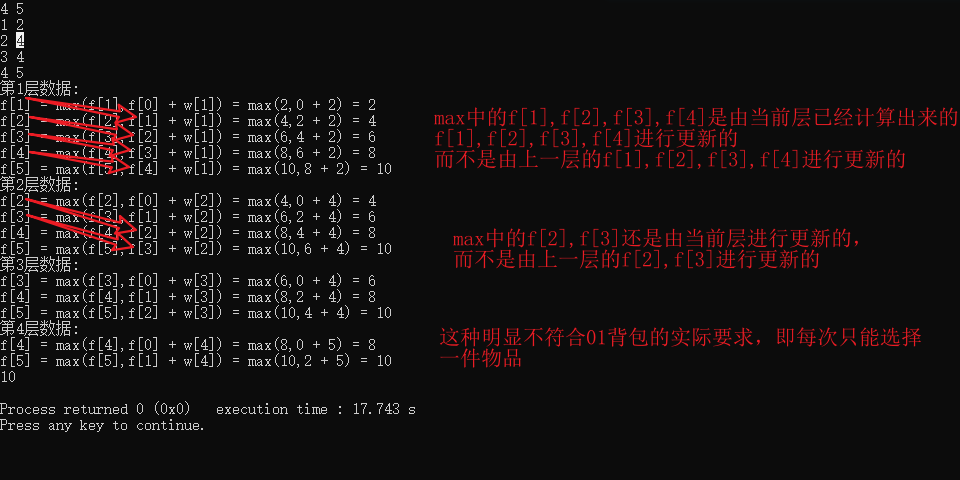 4 5
1 2
2 4
3 4
4 5
第1层数据:
f[1] = max(f[1],f[0] + w[1]) = max(2,0 + 2) = 2
f[2] = max(f[2],f[1] + w[1]) = max(4,2 + 2) = 4
f[3] = max(f[3],f[2] + w[1]) = max(6,4 + 2) = 6
f[4] = max(f[4],f[3] + w[1]) = max(8,6 + 2) = 8
f[5] = max(f[5],f[4] + w[1]) = max(10,8 + 2) = 10
max中的f[1],f[2],f[3],f[4]是由当前层已经计算出来的
f[1],f[2],f[3],f[4]进行更新的
而不是由上一层的f[1],f[2],f[3],f[4]进行更新的
第2层数据:
f[2] = max(f[2],f[0] + w[2]) = max(4,0 + 4) = 4
f[3] = max(f[3],f[1] + w[2]) = max(6,2 + 4) = 6
f[4] = max(f[4],f[2] + w[2]) = max(8,4 + 4) = 8
f[5] = max(f[5],f[3] + w[2]) = max(10,6 + 4) = 10
max中的f[2],f[3]还是由当前层进行更新的，
而不是由上一层的f[2],f[3]进行更新的
第3层数据:
f[3] = max(f[3],f[0] + w[3]) = max(6,0 + 4) = 6
f[4] = max(f[4],f[1] + w[3]) = max(8,2 + 4) = 8
f[5] = max(f[5],f[2] + w[3]) = max(10,4 + 4) = 10
第4层数据:
f[4] = max(f[4],f[0] + w[4]) = max(8,0 + 5) = 8
f[5] = max(f[5],f[1] + w[4]) = max(10,2 + 5) = 10
10
这种明显不符合01背包的实际要求，即每次只能选择
一件物品
Process returned 0 (0x0)   execution time : 17.743 s
Press any key to continue.